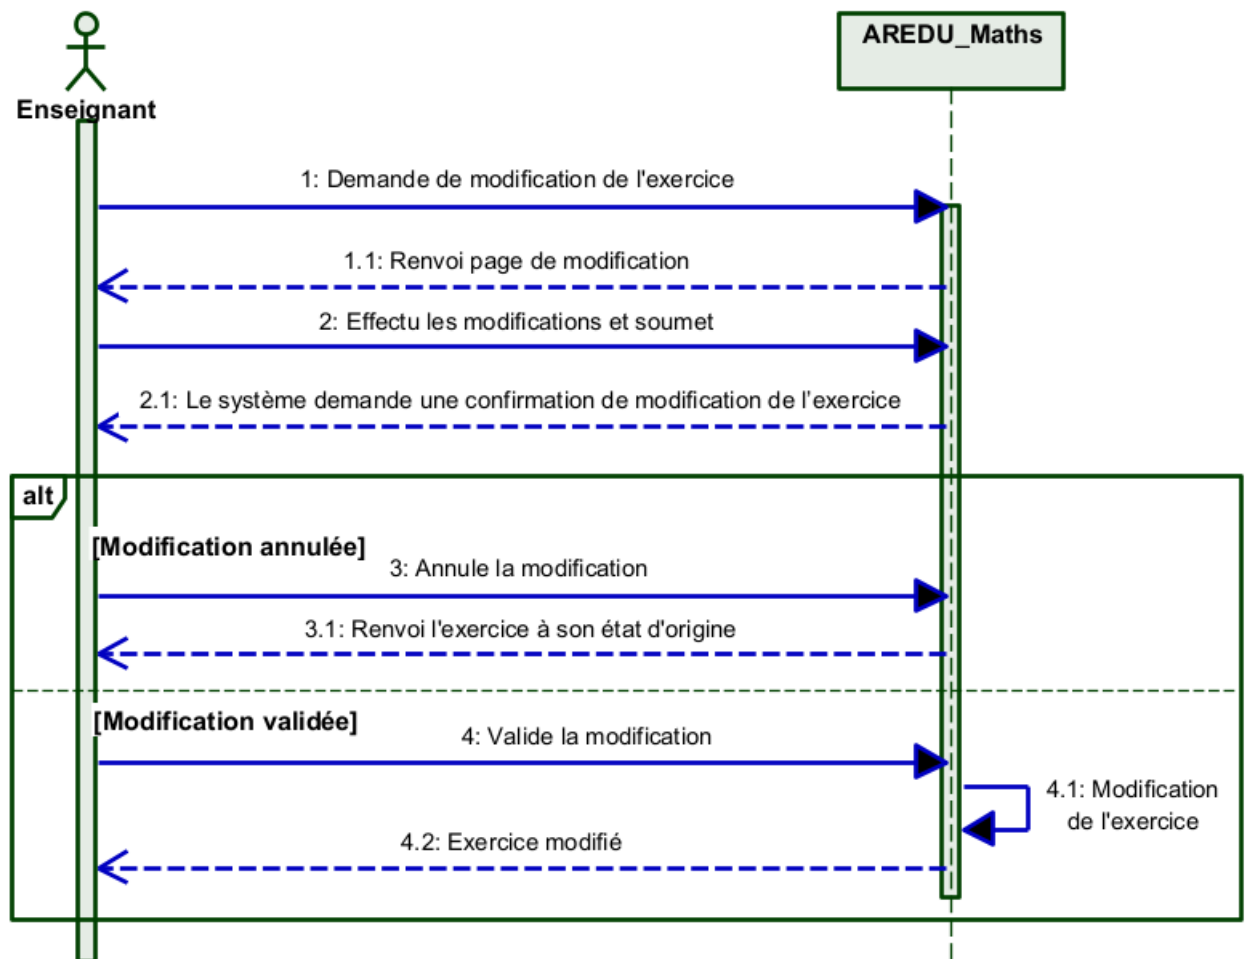 AREDU_Maths
Enseignant
1: Demande de modification de l'exercice
1.1: Renvoi page de modification
2: Effectu les modifications et soumet
2.1: Le système demande une confirmation de modification de l’exercice
alt
[Modification annulée]
3: Annule la modification
3.1: Renvoi l'exercice à son état d'origine
[Modification validée]
4: Valide la modification
4.1: Modification
de l'exercice
4.2: Exercice modifié